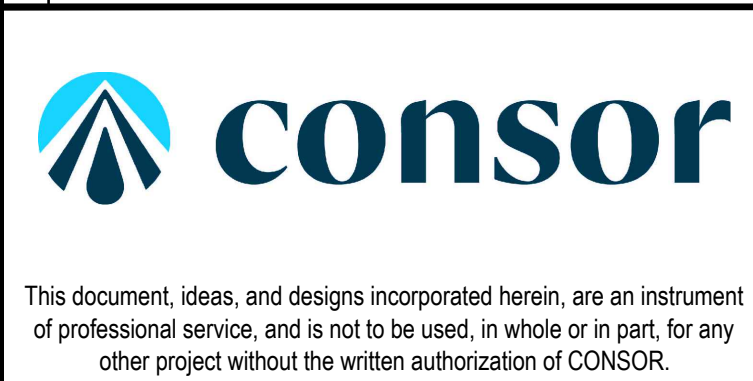 consor
This document, ideas, and designs incorporated herein, are an instrument
of professional service, and is not to be used, in whole or in part, for any
other project without the written authorization of CONSOR.